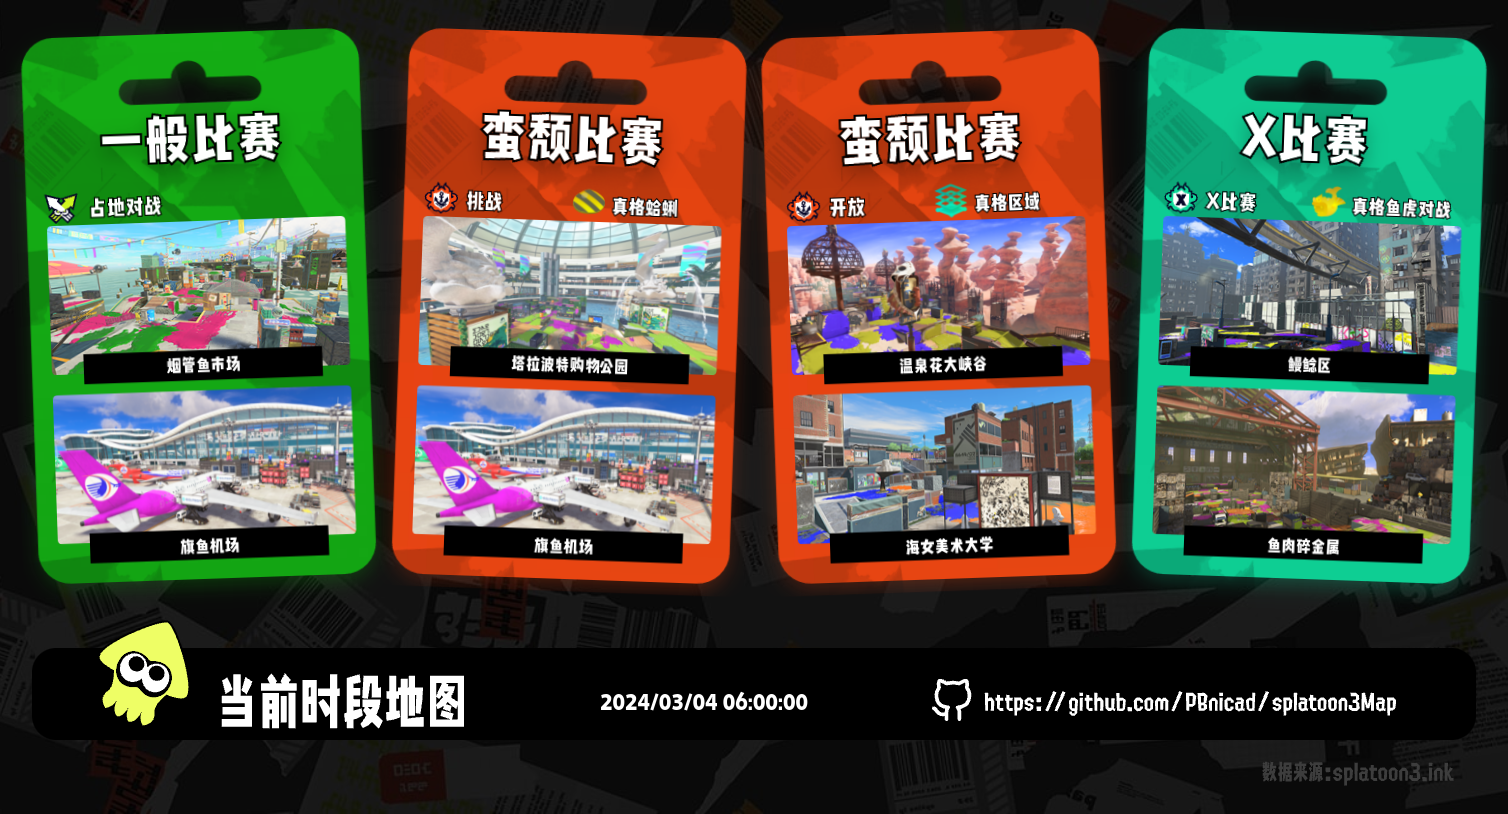 一般比赛
占地对战
烟管鱼市场
旗鱼机场
蛮颓比赛
挑战
真格蛤蜊
塔拉波特购物公园
旗鱼机场
蛮颓比赛
开放
真格区域
温泉花大峡谷
海女美术大学
X比赛
X比赛
真格鱼虎对战
鳗鲶区
鱼肉碎金属
当前时段地图
2024/03/04 06:00:00
https://github.com/PBnicad/splatoon3Map
数据来源:splatoon3.ink